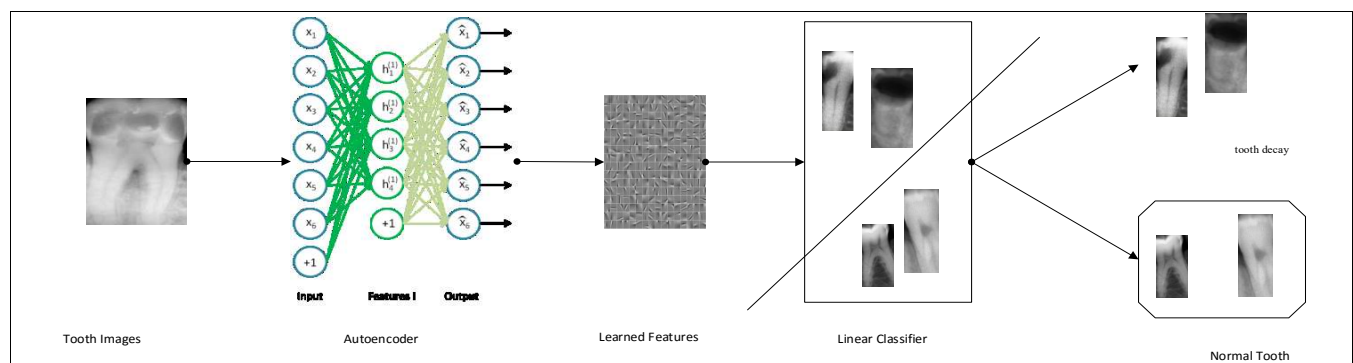 x1
x2
x3
x4
x5
x6
+1
Input
h1(1)
h2(1)
h3(1)
h4(1)
+1
Features I
x̂1
x̂2
x̂3
x̂4
x̂5
x̂6
Output
tooth decay
Tooth Images
Autoencoder
Learned Features
Linear Classifier
Normal Tooth